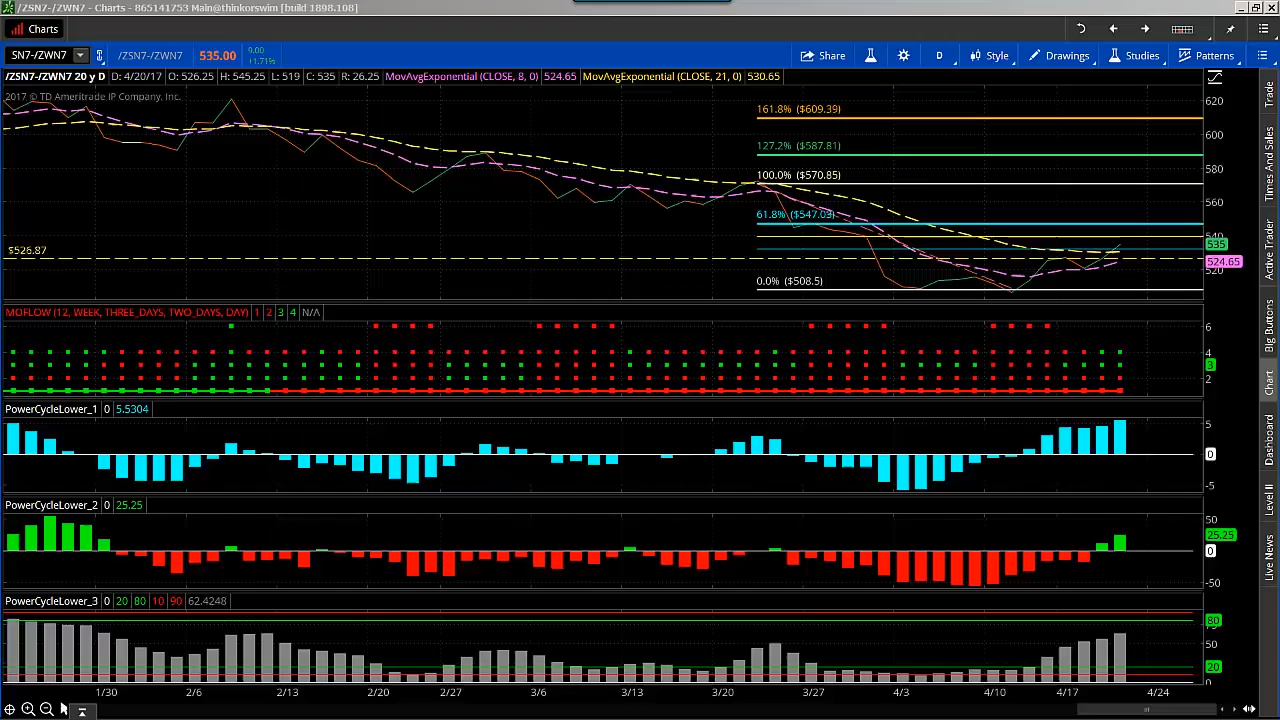 /ZSN7-/ZWN7 - Charts - 865141753 Main@thinkorswim [build 1898.108]
Charts
SN7-/ZWN7 /ZSN7-/ZWN7 535.00 9.00 +1.71% Share D Style Drawings Studies Patterns
/ZSN7-/ZWN7 20 y D D: 4/20/17 O: 526.25 H: 545.25 L: 519 C: 535 R: 26.25 MovAvgExponential (CLOSE, 8, 0) 524.65 MovAvgExponential (CLOSE, 21, 0) 530.65
2017 © TD Ameritrade IP Company, Inc.
161.8% ($609.39)
127.2% ($587.81)
100.0% ($570.85)
61.8% ($547.03)
$526.87
0.0% ($508.5)
620
600
580
560
540
535
524.65
520
MOFLOW (12, WEEK, THREE_DAYS, TWO_DAYS, DAY) 1 2 3 4 N/A
6
4
3
2
PowerCycleLower_1 0 5.5304
5
0
-5
PowerCycleLower_2 0 25.25
50
25.25
0
-50
PowerCycleLower_3 0 20 80 10 90 62.4248
80
50
20
0
1/30 2/6 2/13 2/20 2/27 3/6 3/13 3/20 3/27 4/3 4/10 4/17 4/24
Trade
Times And Sales
Active Trader
Big Buttons
Chart
Dashboard
Level II
Live News